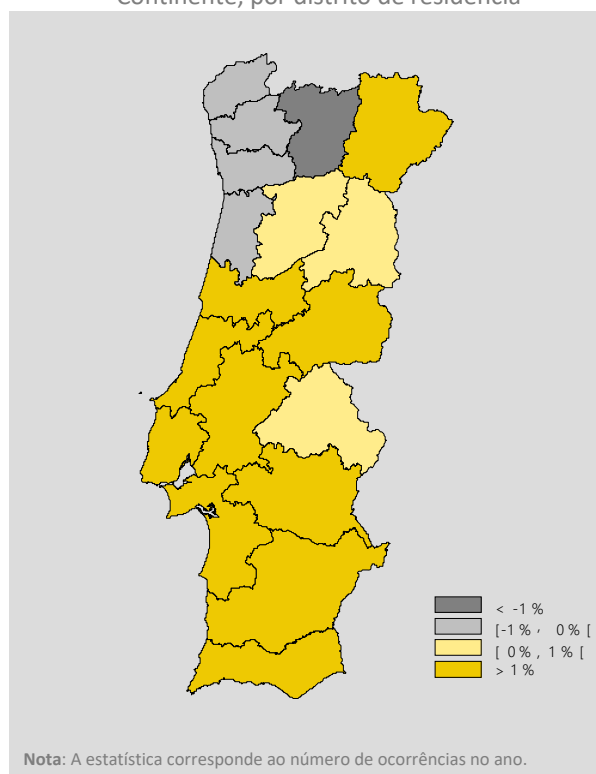 Continente, por distrito de residência
< -1 %
[-1 % , 0 % [
[ 0 % , 1 % [
> 1 %
Nota: A estatística corresponde ao número de ocorrências no ano.